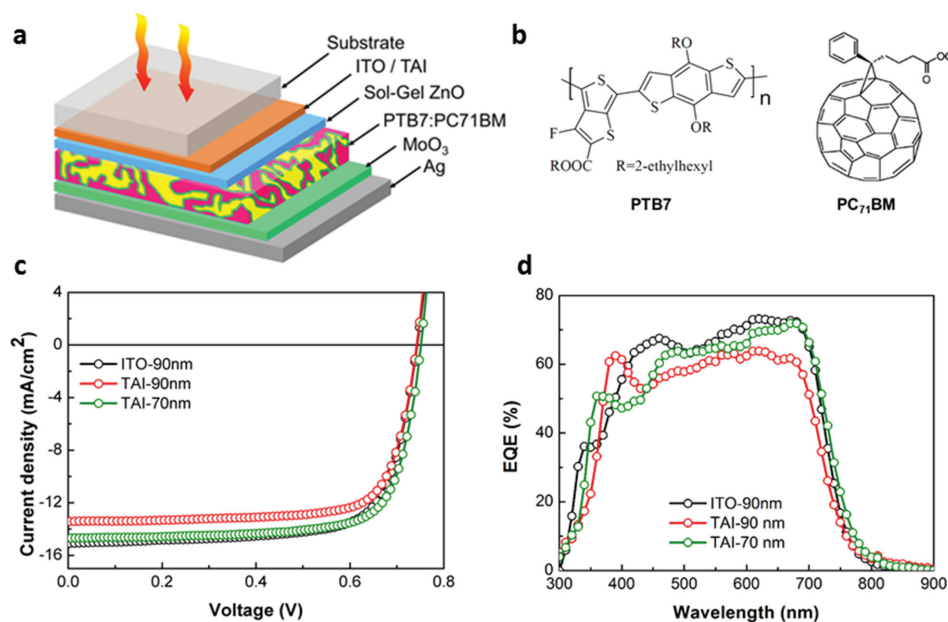 a
Substrate
ITO / TAI
Sol-Gel ZnO
PTB7:PC71BM
MoO₃
Ag
b
RO
S
S
n
S
F
S
OR
ROOC
R=2-ethylhexyl
PTB7
O
PC₇₁BM
c
4
0
-4
-8
-12
-16
Current density (mA/cm²)
ITO-90nm
TAI-90nm
TAI-70nm
0.0 0.2 0.4 0.6 0.8
Voltage (V)
d
80
60
40
20
0
EQE (%)
ITO-90nm
TAI-90 nm
TAI-70 nm
300 400 500 600 700 800 900
Wavelength (nm)